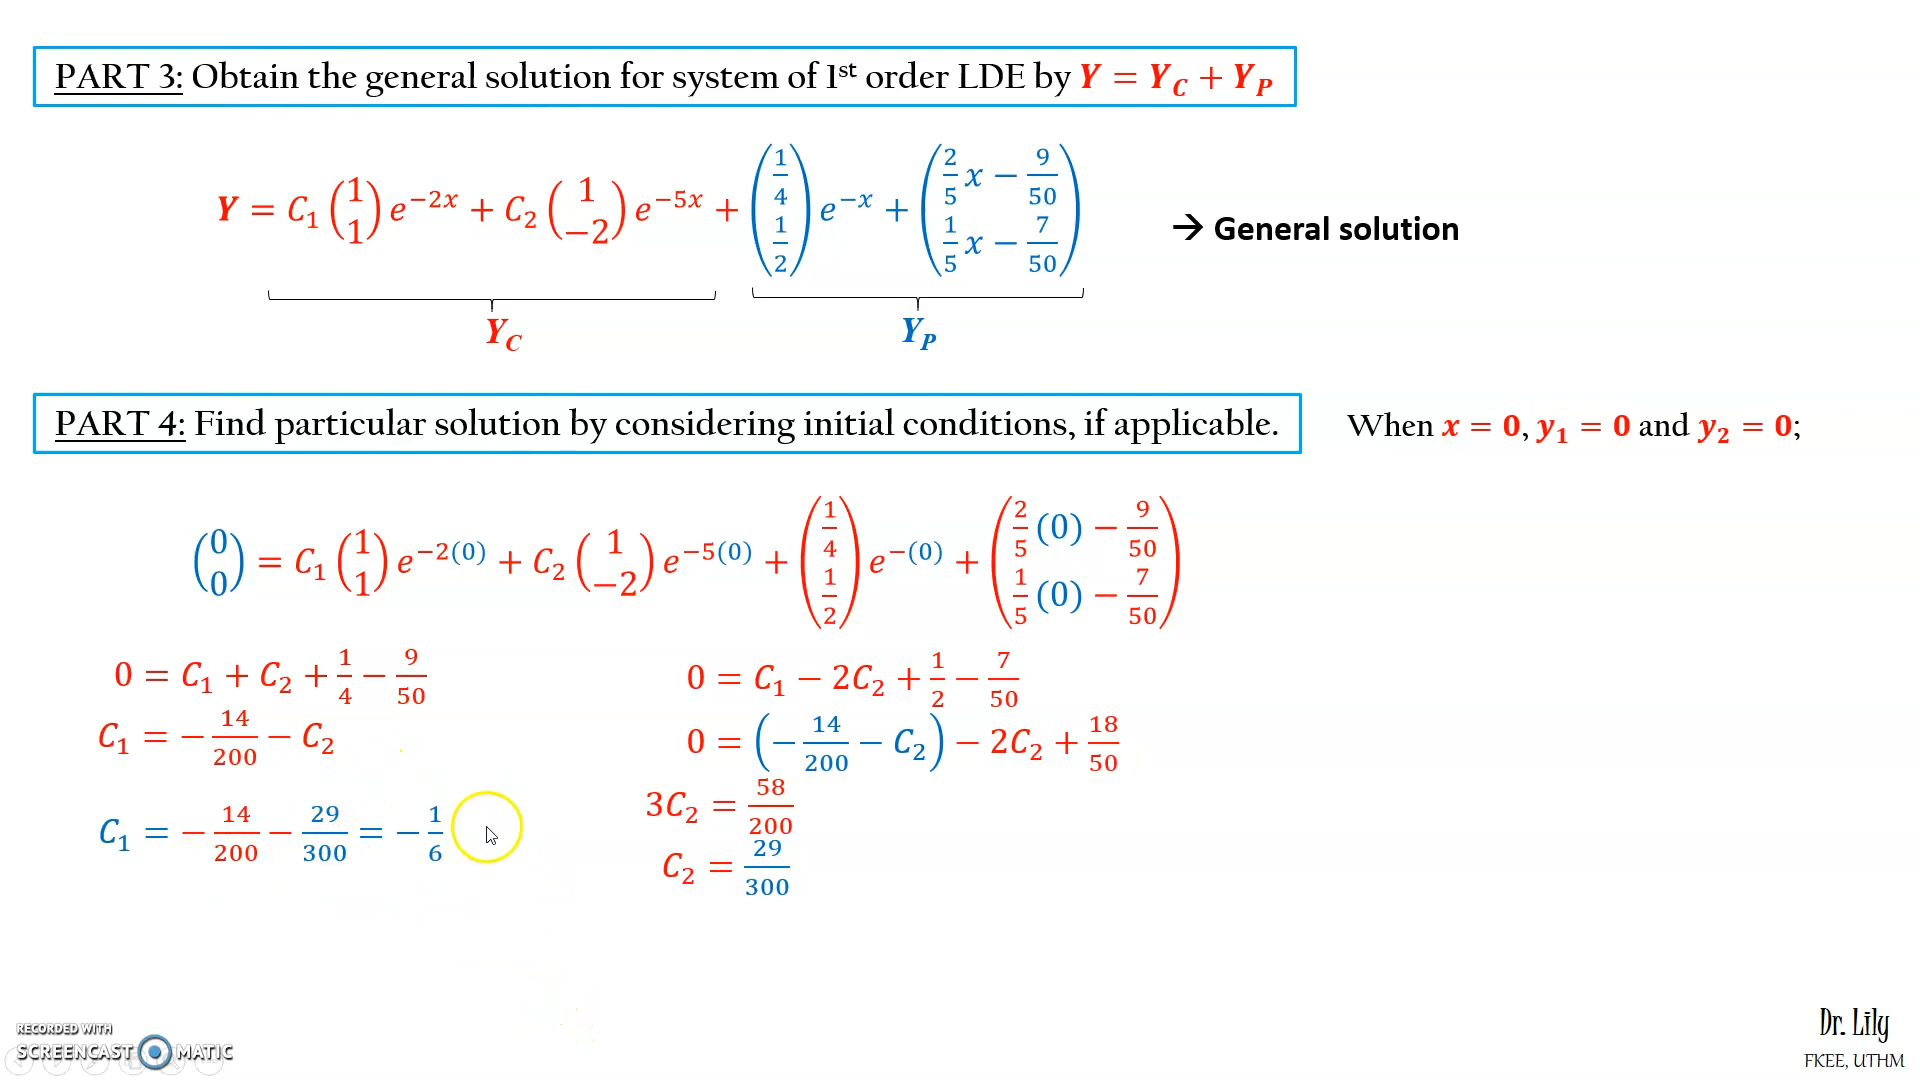 PART 3: Obtain the general solution for system of 1st order LDE by Y = Y_C + Y_P
Y = C₁ (1; 1) e^{−2x} + C₂ (1; −2) e^{−5x} + (1/4; 1/2) e^{−x} + (2/5 x − 9/50; 1/5 x − 7/50) → General solution
Y_C Y_P
PART 4: Find particular solution by considering initial conditions, if applicable. When x = 0, y₁ = 0 and y₂ = 0;
(0; 0) = C₁ (1; 1) e^{−2(0)} + C₂ (1; −2) e^{−5(0)} + (1/4; 1/2) e^{−(0)} + (2/5 (0) − 9/50; 1/5 (0) − 7/50)
0 = C₁ + C₂ + 1/4 − 9/50
C₁ = − 14/200 − C₂
C₁ = − 14/200 − 29/300 = − 1/6
0 = C₁ − 2C₂ + 1/2 − 7/50
0 = (− 14/200 − C₂) − 2C₂ + 18/50
3C₂ = 58/200
C₂ = 29/300
RECORDED WITH
SCREENCAST MATIC
Dr. Lily
FKEE, UTHM